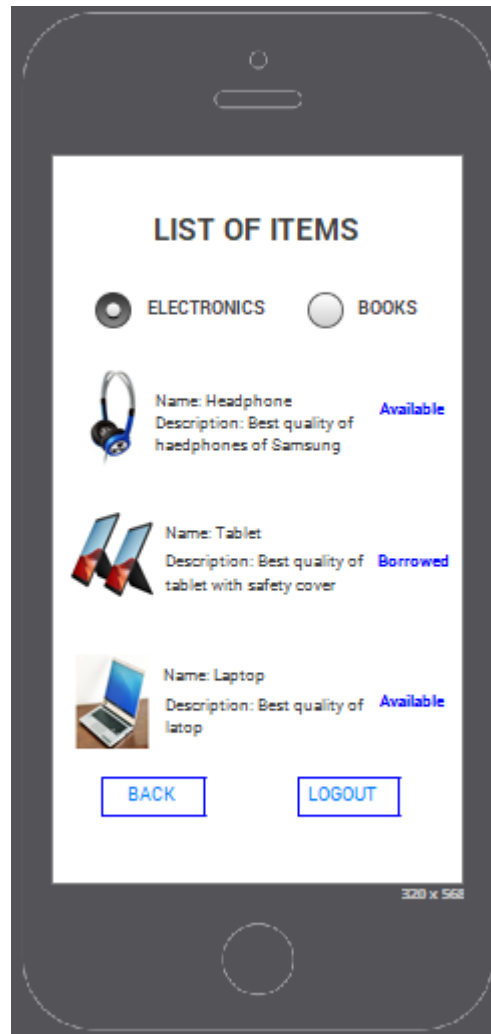 LIST OF ITEMS
ELECTRONICS
BOOKS
Name: Headphone
Description: Best quality of
haedphones of Samsung
Available
Name: Tablet
Description: Best quality of
tablet with safety cover
Borrowed
Name: Laptop
Description: Best quality of
latop
Available
BACK
LOGOUT
320 x 568